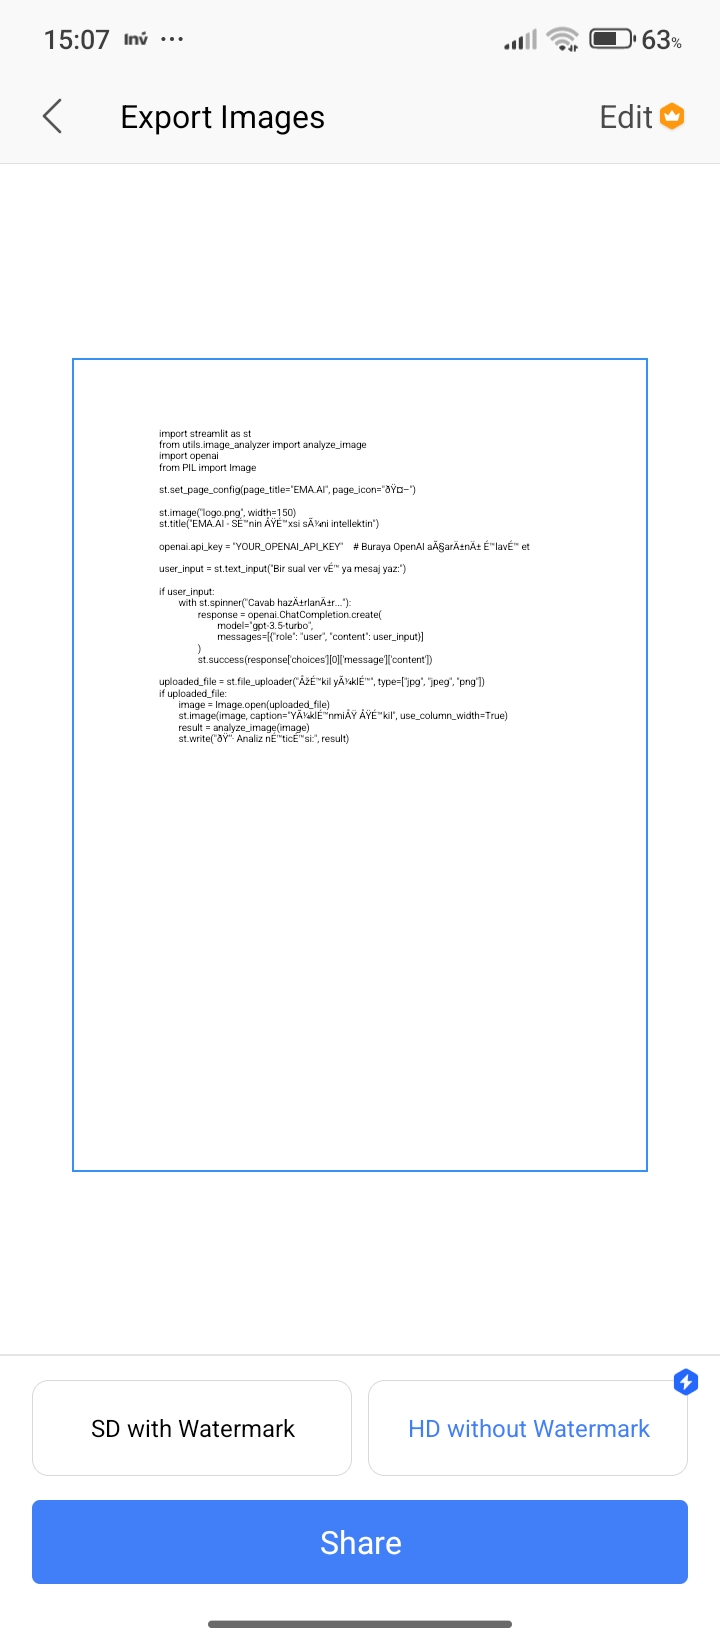 15:07 Inv ...
63%
Export Images
Edit
import streamlit as st
from utils.image_analyzer import analyze_image
import openai
from PIL import Image
st.set_page_config(page_title="EMA.AI", page_icon="ðŸ¤–")
st.image("logo.png", width=150)
st.title("EMA.AI - SÉ™nin ÅŸÉ™xsi sÃ¼ni intellektin")
openai.api_key = "YOUR_OPENAI_API_KEY" # Buraya OpenAI aÃ§arÄ±nÄ± É™lavÉ™ et
user_input = st.text_input("Bir sual ver vÉ™ ya mesaj yaz:")
if user_input:
with st.spinner("Cavab hazÄ±rlanÄ±r..."):
response = openai.ChatCompletion.create(
model="gpt-3.5-turbo",
messages=[{"role": "user", "content": user_input}]
)
st.success(response['choices'][0]['message']['content'])
uploaded_file = st.file_uploader("ÅžÉ™kil yÃ¼klÉ™", type=["jpg", "jpeg", "png"])
if uploaded_file:
image = Image.open(uploaded_file)
st.image(image, caption="YÃ¼klÉ™nmiÅŸ ÅŸÉ™kil", use_column_width=True)
result = analyze_image(image)
st.write("ðŸ"· Analiz nÉ™ticÉ™si:", result)
SD with Watermark
HD without Watermark
Share